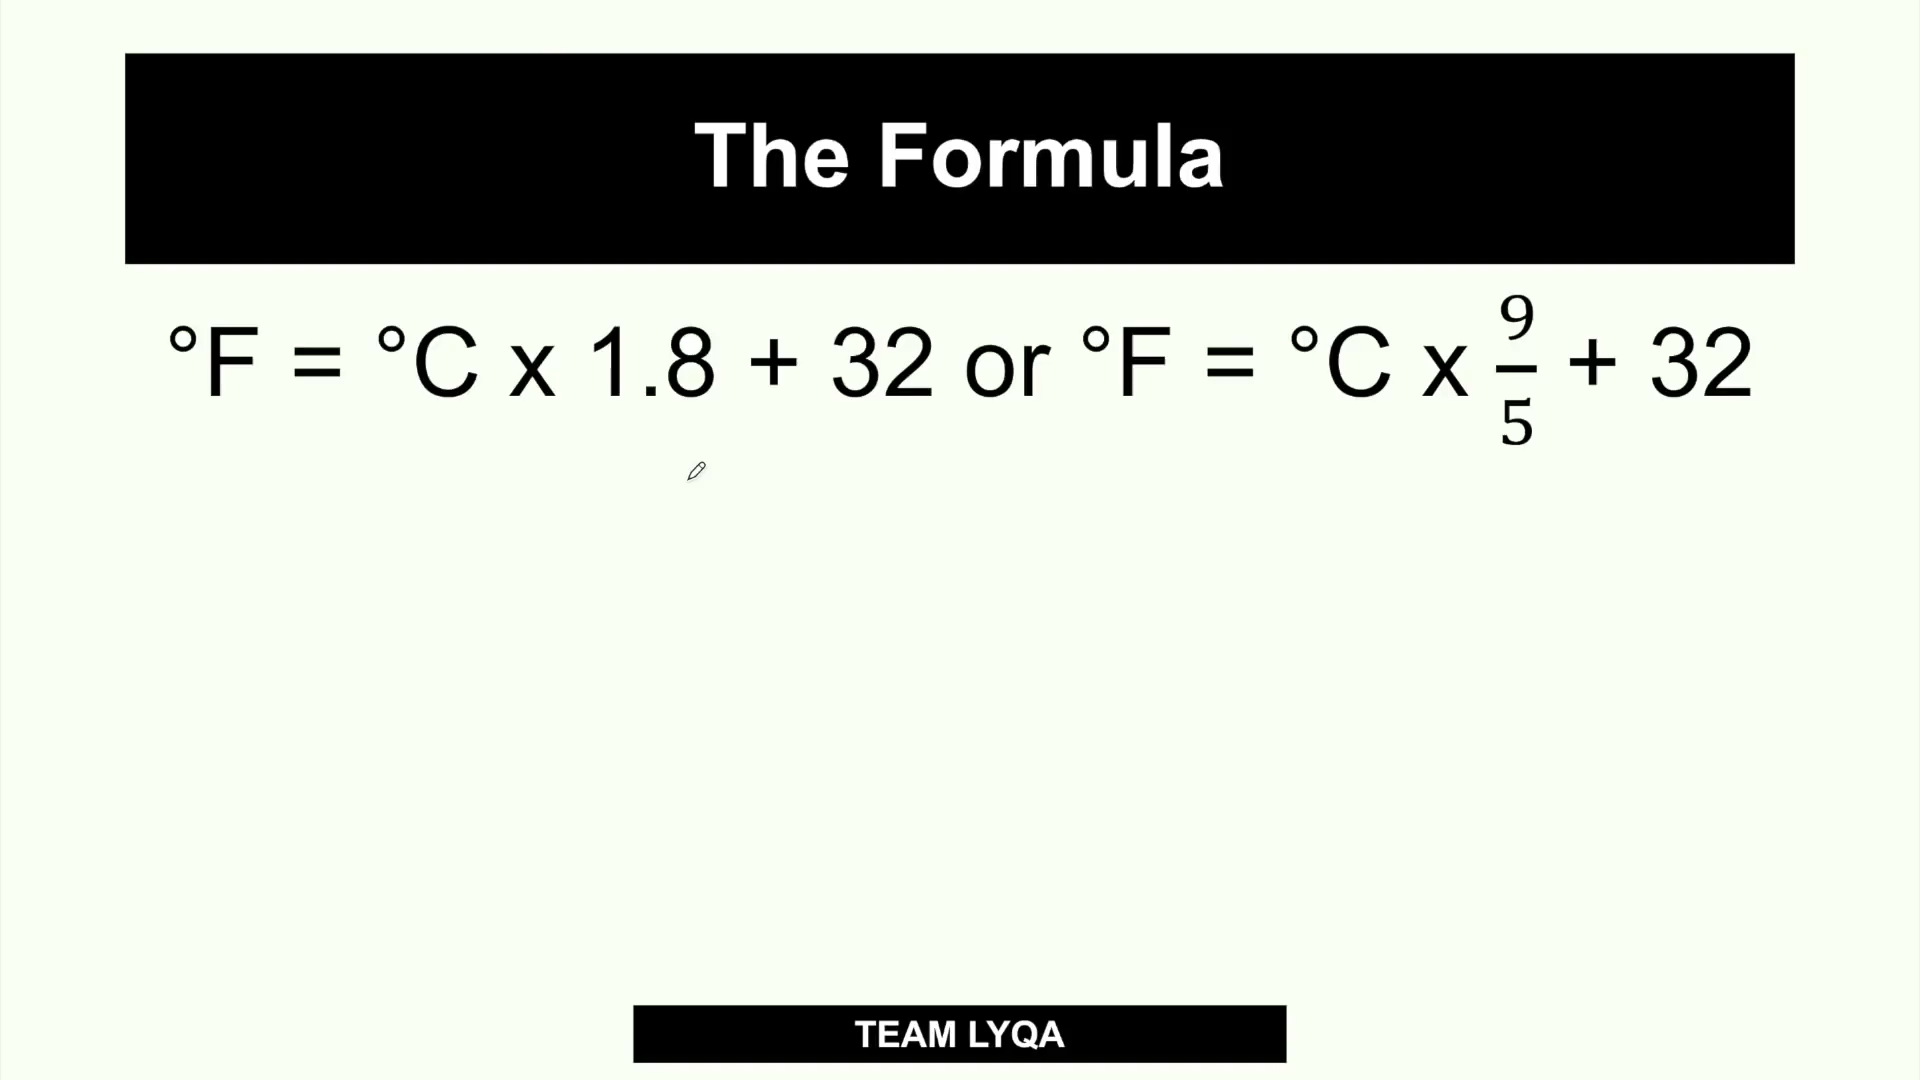 The Formula
°F = °C x 1.8 + 32 or °F = °C x 9/5 + 32
TEAM LYQA